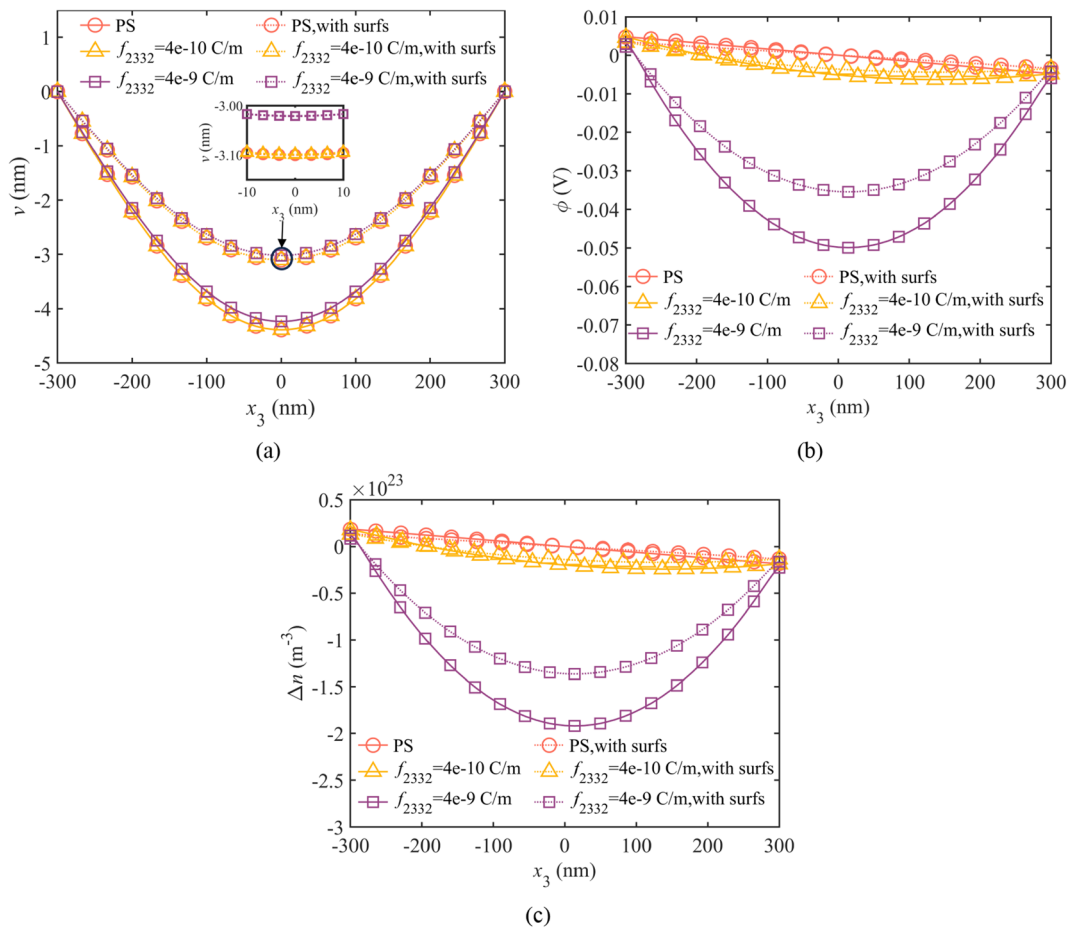 PS
PS,with surfs
f2332=4e-10 C/m
f2332=4e-10 C/m,with surfs
f2332=4e-9 C/m
f2332=4e-9 C/m,with surfs
1
0
-1
-2
-3
-4
-5
v (nm)
-3.00
-3.10
v (nm)
-10
0
10
x3 (nm)
-300
-200
-100
0
100
200
300
x3 (nm)
(a)
0.01
0
-0.01
-0.02
-0.03
-0.04
-0.05
-0.06
-0.07
-0.08
ϕ (V)
PS
PS,with surfs
f2332=4e-10 C/m
f2332=4e-10 C/m,with surfs
f2332=4e-9 C/m
f2332=4e-9 C/m,with surfs
-300
-200
-100
0
100
200
300
x3 (nm)
(b)
×10^23
0.5
0
-0.5
-1
-1.5
-2
-2.5
-3
Δn (m^-3)
PS
PS,with surfs
f2332=4e-10 C/m
f2332=4e-10 C/m,with surfs
f2332=4e-9 C/m
f2332=4e-9 C/m,with surfs
-300
-200
-100
0
100
200
300
x3 (nm)
(c)